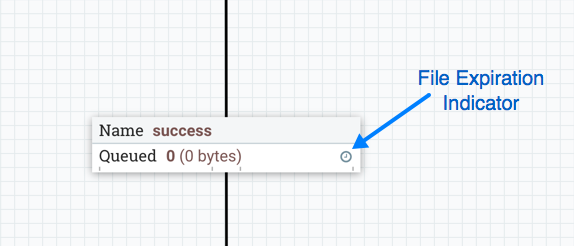 File Expiration
Indicator
Name success
Queued 0 (0 bytes)